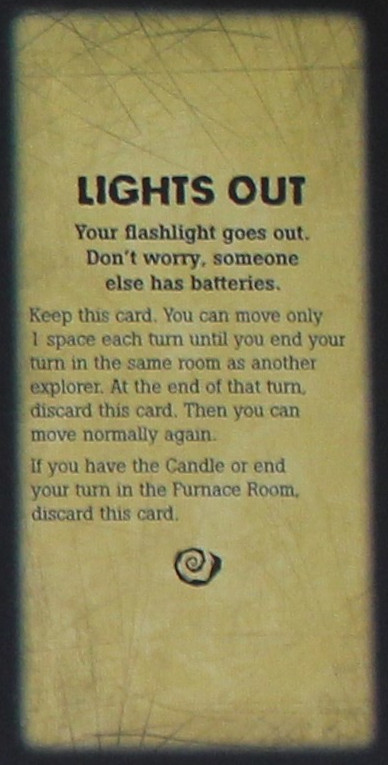 LIGHTS OUT
Your flashlight goes out.
Don't worry, someone
else has batteries.
Keep this card. You can move only
1 space each turn until you end your
turn in the same room as another
explorer. At the end of that turn,
discard this card. Then you can
move normally again.
If you have the Candle or end
your turn in the Furnace Room,
discard this card.